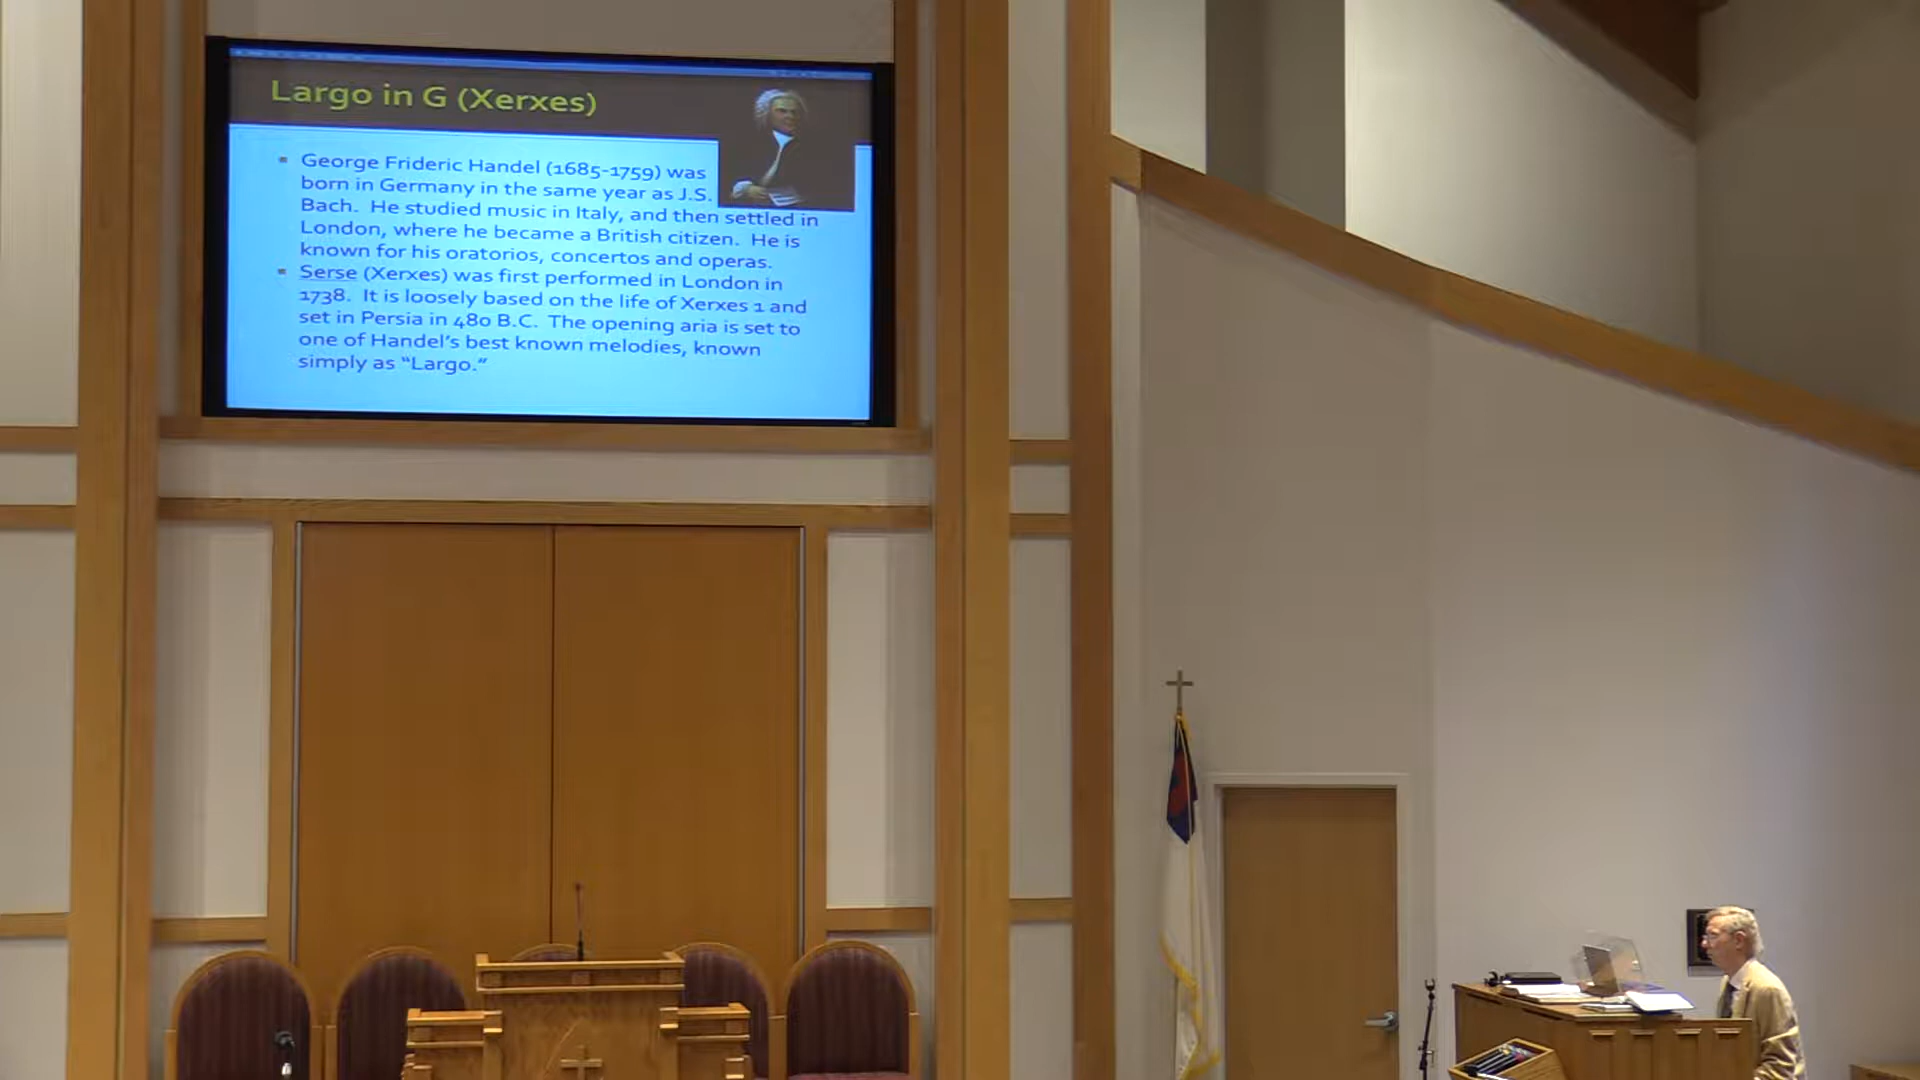 Largo in G (Xerxes)
George Frideric Handel (1685-1759) was
born in Germany in the same year as J.S.
Bach. He studied music in Italy, and then settled in
London, where he became a British citizen. He is
known for his oratorios, concertos and operas.
Serse (Xerxes) was first performed in London in
1738. It is loosely based on the life of Xerxes 1 and
set in Persia in 480 B.C. The opening aria is set to
one of Handel's best known melodies, known
simply as "Largo."